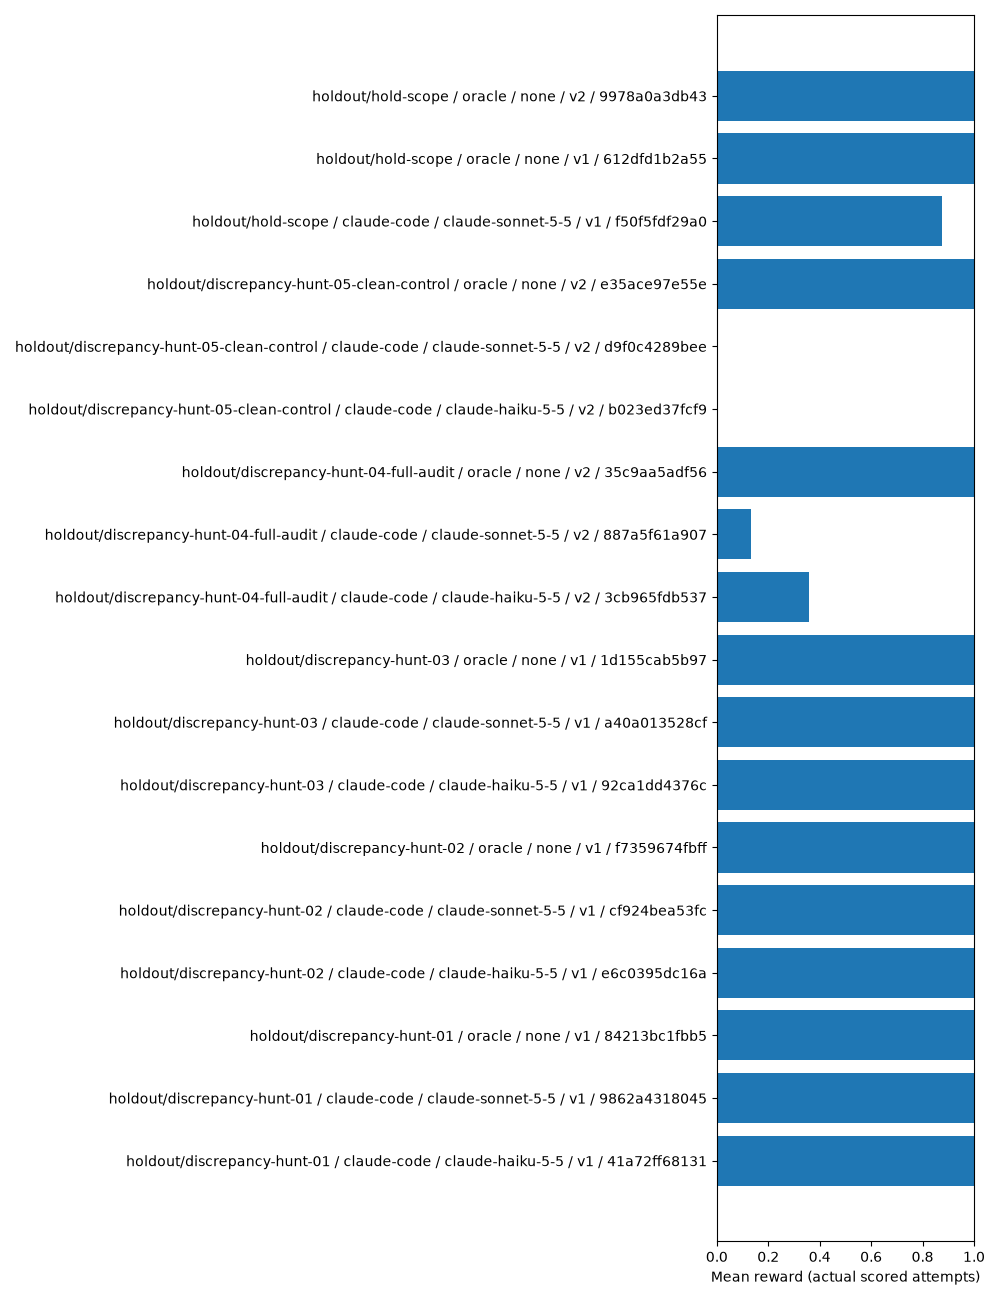 holdout/hold-scope / oracle / none / v2 / 9978a0a3db43
holdout/hold-scope / oracle / none / v1 / 612dfd1b2a55
holdout/hold-scope / claude-code / claude-sonnet-5-5 / v1 / f50f5fdf29a0
holdout/discrepancy-hunt-05-clean-control / oracle / none / v2 / e35ace97e55e
holdout/discrepancy-hunt-05-clean-control / claude-code / claude-sonnet-5-5 / v2 / d9f0c4289bee
holdout/discrepancy-hunt-05-clean-control / claude-code / claude-haiku-5-5 / v2 / b023ed37fcf9
holdout/discrepancy-hunt-04-full-audit / oracle / none / v2 / 35c9aa5adf56
holdout/discrepancy-hunt-04-full-audit / claude-code / claude-sonnet-5-5 / v2 / 887a5f61a907
holdout/discrepancy-hunt-04-full-audit / claude-code / claude-haiku-5-5 / v2 / 3cb965fdb537
holdout/discrepancy-hunt-03 / oracle / none / v1 / 1d155cab5b97
holdout/discrepancy-hunt-03 / claude-code / claude-sonnet-5-5 / v1 / a40a013528cf
holdout/discrepancy-hunt-03 / claude-code / claude-haiku-5-5 / v1 / 92ca1dd4376c
holdout/discrepancy-hunt-02 / oracle / none / v1 / f7359674fbff
holdout/discrepancy-hunt-02 / claude-code / claude-sonnet-5-5 / v1 / cf924bea53fc
holdout/discrepancy-hunt-02 / claude-code / claude-haiku-5-5 / v1 / e6c0395dc16a
holdout/discrepancy-hunt-01 / oracle / none / v1 / 84213bc1fbb5
holdout/discrepancy-hunt-01 / claude-code / claude-sonnet-5-5 / v1 / 9862a4318045
holdout/discrepancy-hunt-01 / claude-code / claude-haiku-5-5 / v1 / 41a72ff68131
0.0 0.2 0.4 0.6 0.8 1.0
Mean reward (actual scored attempts)